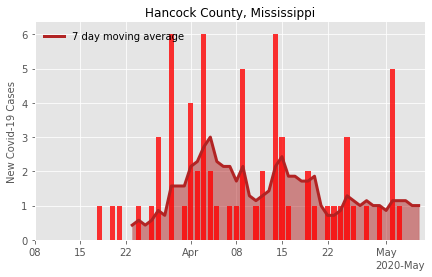 Hancock County, Mississippi
7 day moving average
New Covid-19 Cases
6
5
4
3
2
1
0
08 15 22 Apr 08 15 22 May
2020-May